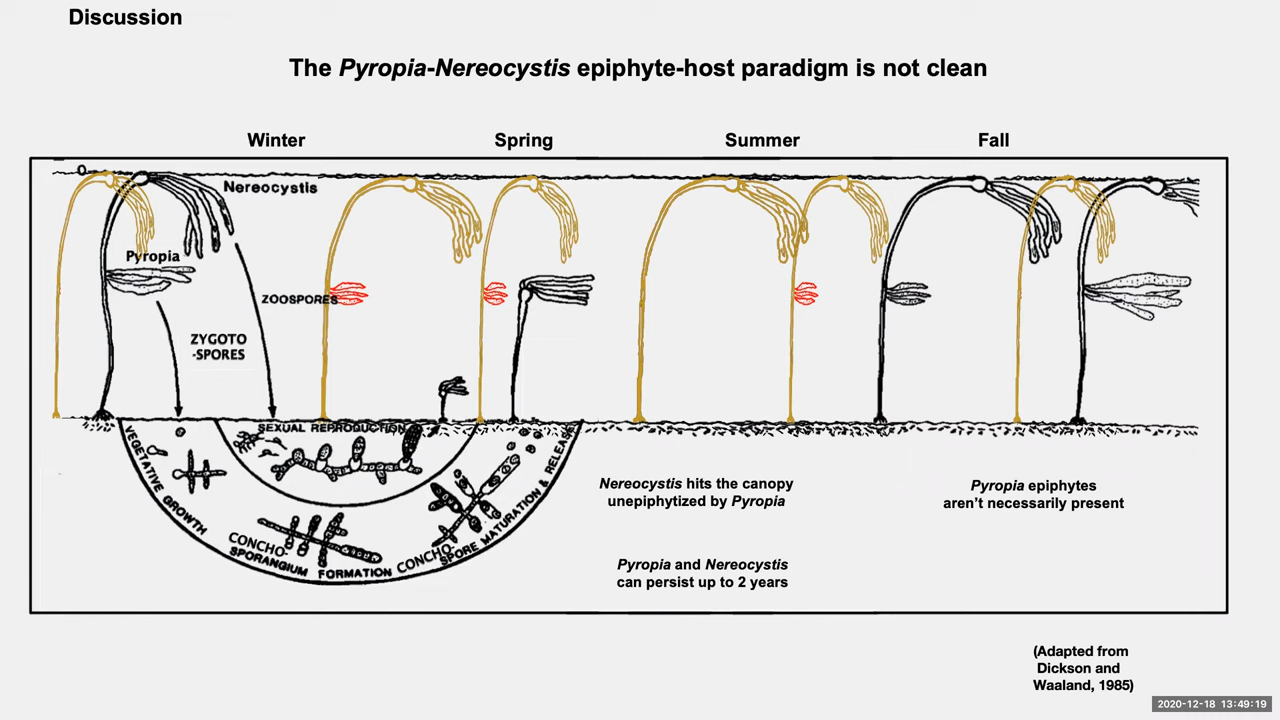 Discussion
The Pyropia-Nereocystis epiphyte-host paradigm is not clean
Winter
Spring
Summer
Fall
Nereocystis
Pyropia
ZOOSPORES
ZYGOTO
-SPORES
SEXUAL REPRODUCTION
VEGETATIVE GROWTH
CONCHO-
SPORANGIUM FORMATION
CONCHO-
SPORE MATURATION & RELEASE
Nereocystis hits the canopy
unepiphytized by Pyropia
Pyropia epiphytes
aren't necessarily present
Pyropia and Nereocystis
can persist up to 2 years
(Adapted from
Dickson and
Waaland, 1985)
2020-12-18 13:49:19